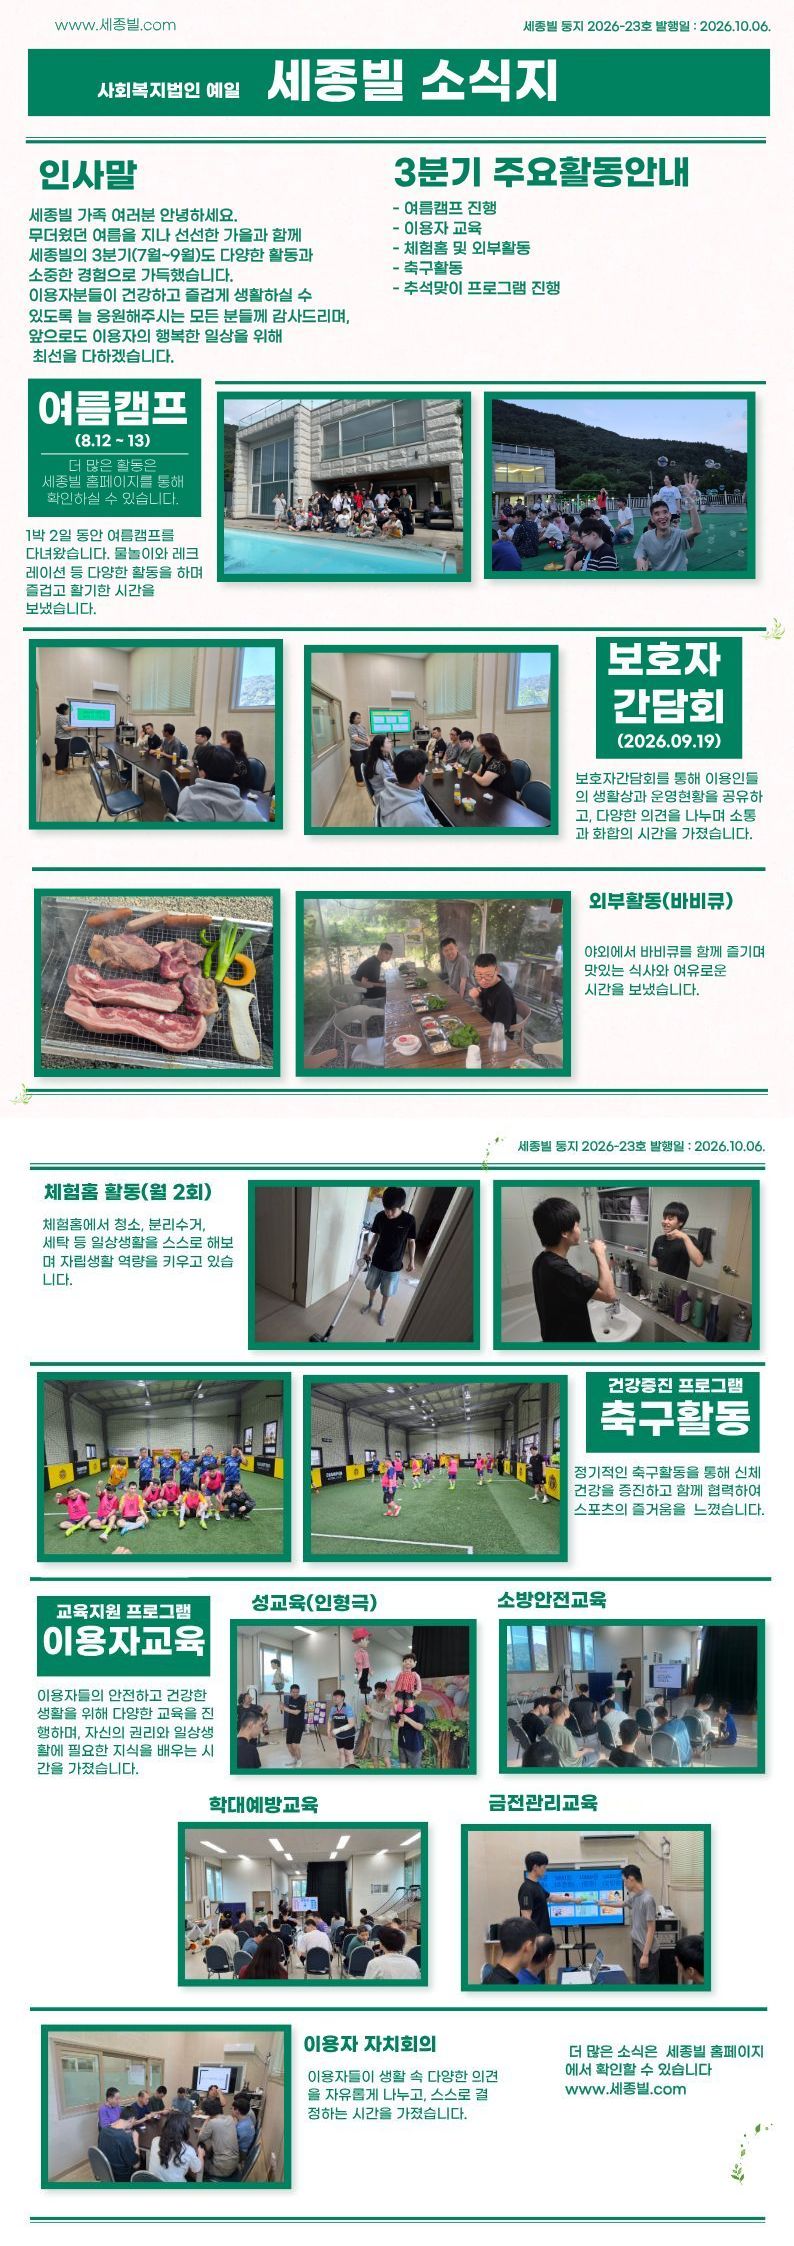 www.세종빌.com
세종빌 둥지 2026-23호 발행일 : 2026.10.06.
사회복지법인 예일 세종빌 소식지
인사말
세종빌 가족 여러분 안녕하세요.
무더웠던 여름을 지나 선선한 가을과 함께
세종빌의 3분기(7월~9월)도 다양한 활동과
소중한 경험으로 가득했습니다.
이용자분들이 건강하고 즐겁게 생활하실 수
있도록 늘 응원해주시는 모든 분들께 감사드리며,
앞으로도 이용자의 행복한 일상을 위해
최선을 다하겠습니다.
3분기 주요활동안내
- 여름캠프 진행
- 이용자 교육
- 체험홈 및 외부활동
- 축구활동
- 추석맞이 프로그램 진행
여름캠프
(8.12 ~ 13)
더 많은 활동은
세종빌 홈페이지를 통해
확인하실 수 있습니다.
1박 2일 동안 여름캠프를
다녀왔습니다. 물놀이와 레크
레이션 등 다양한 활동을 하며
즐겁고 활기한 시간을
보냈습니다.
보호자
간담회
(2026.09.19)
보호자간담회를 통해 이용인들
의 생활상과 운영현황을 공유하
고, 다양한 의견을 나누며 소통
과 화합의 시간을 가졌습니다.
외부활동(바비큐)
야외에서 바비큐를 함께 즐기며
맛있는 식사와 여유로운
시간을 보냈습니다.
세종빌 둥지 2026-23호 발행일 : 2026.10.06.
체험홈 활동(월 2회)
체험홈에서 청소, 분리수거,
세탁 등 일상생활을 스스로 해보
며 자립생활 역량을 키우고 있습
니다.
건강증진 프로그램
축구활동
정기적인 축구활동을 통해 신체
건강을 증진하고 함께 협력하여
스포츠의 즐거움을 느꼈습니다.
교육지원 프로그램
이용자교육
이용자들의 안전하고 건강한
생활을 위해 다양한 교육을 진
행하며, 자신의 권리와 일상생
활에 필요한 지식을 배우는 시
간을 가졌습니다.
성교육(인형극)
소방안전교육
학대예방교육
금전관리교육
이용자 자치회의
이용자들이 생활 속 다양한 의견
을 자유롭게 나누고, 스스로 결
정하는 시간을 가졌습니다.
더 많은 소식은 세종빌 홈페이지
에서 확인할 수 있습니다
www.세종빌.com